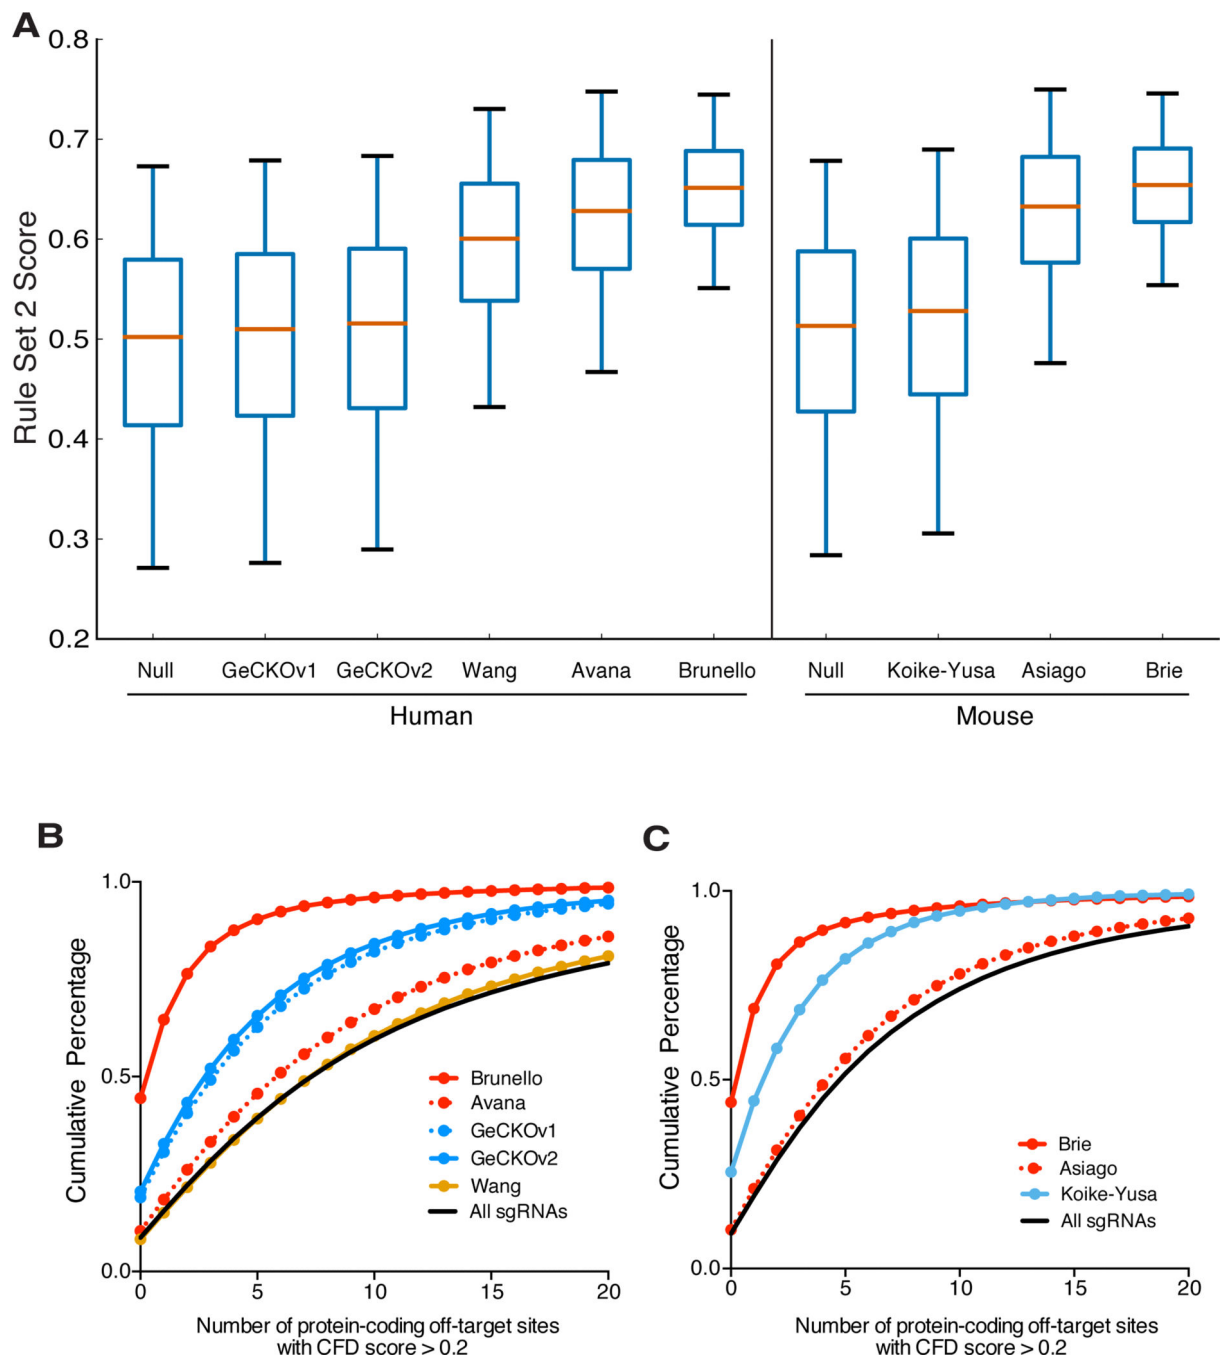 A
0.8
0.7
0.6
0.5
0.4
0.3
0.2
Rule Set 2 Score
Null GeCKOv1 GeCKOv2 Wang Avana Brunello Null Koike-Yusa Asiago Brie
Human Mouse
B
1.0
0.5
0.0
Cumulative Percentage
Brunello
Avana
GeCKOv1
GeCKOv2
Wang
All sgRNAs
0 5 10 15 20
Number of protein-coding off-target sites
with CFD score > 0.2
C
1.0
0.5
0.0
Cumulative Percentage
Brie
Asiago
Koike-Yusa
All sgRNAs
0 5 10 15 20
Number of protein-coding off-target sites
with CFD score > 0.2